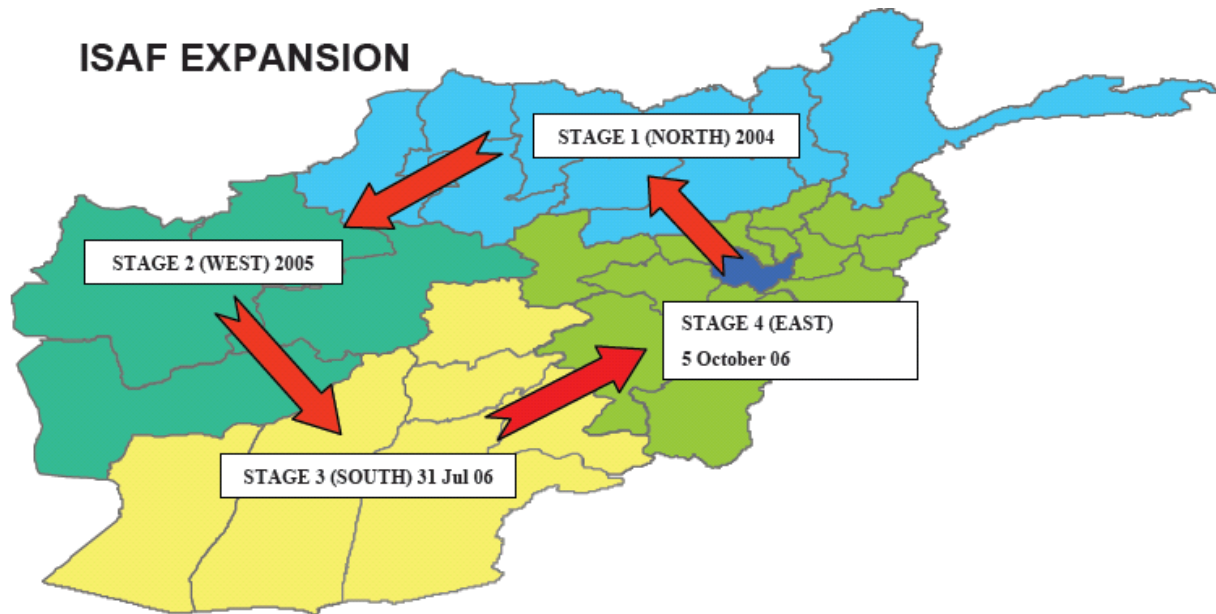 ISAF EXPANSION
STAGE 1 (NORTH) 2004
STAGE 2 (WEST) 2005
STAGE 4 (EAST)
5 October 06
STAGE 3 (SOUTH) 31 Jul 06